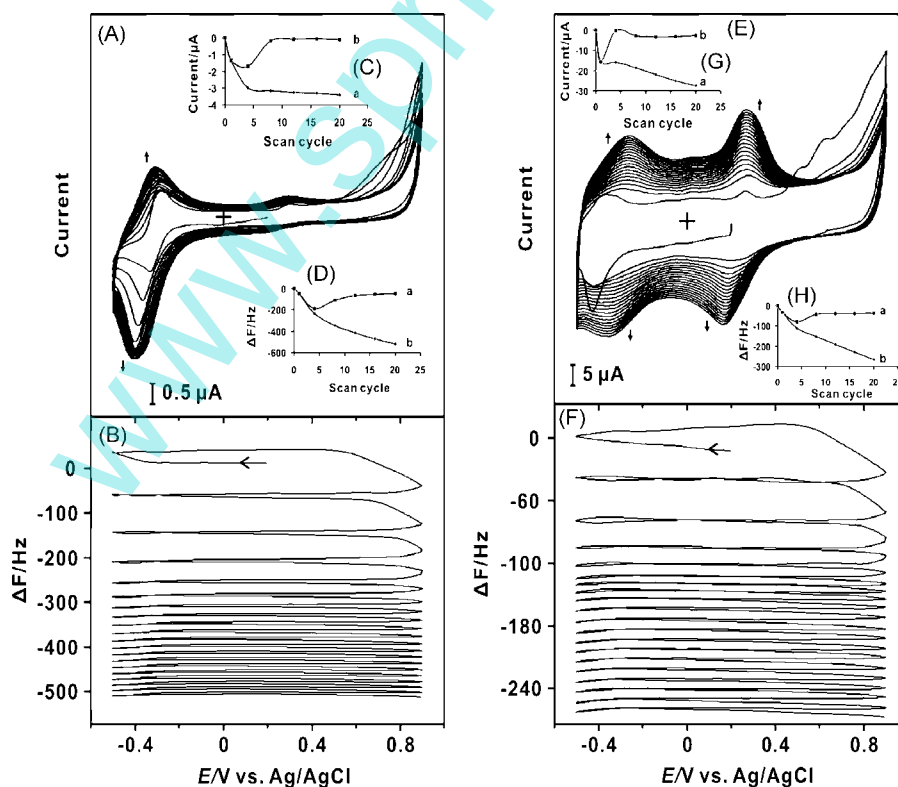 (A)
Current/µA
0
-1
-2
-3
-4
0 5 10 15 20 25
Scan cycle
b
a
(C)
Current
0.5 µA
(D)
ΔF/Hz
0
-200
-400
-600
0 5 10 15 20 25
Scan cycle
a
b
(B)
ΔF/Hz
0
-100
-200
-300
-400
-500
-0.4 0 0.4 0.8
E/V vs. Ag/AgCl
(E)
Current/µA
0
-10
-20
-30
0 5 10 15 20 25
Scan cycle
b
a
(G)
Current
5 µA
(H)
ΔF/Hz
0
-100
-200
-300
0 5 10 15 20 25
Scan cycle
a
b
(F)
ΔF/Hz
0
-60
-100
-180
-240
-0.4 0 0.4 0.8
E/V vs. Ag/AgCl